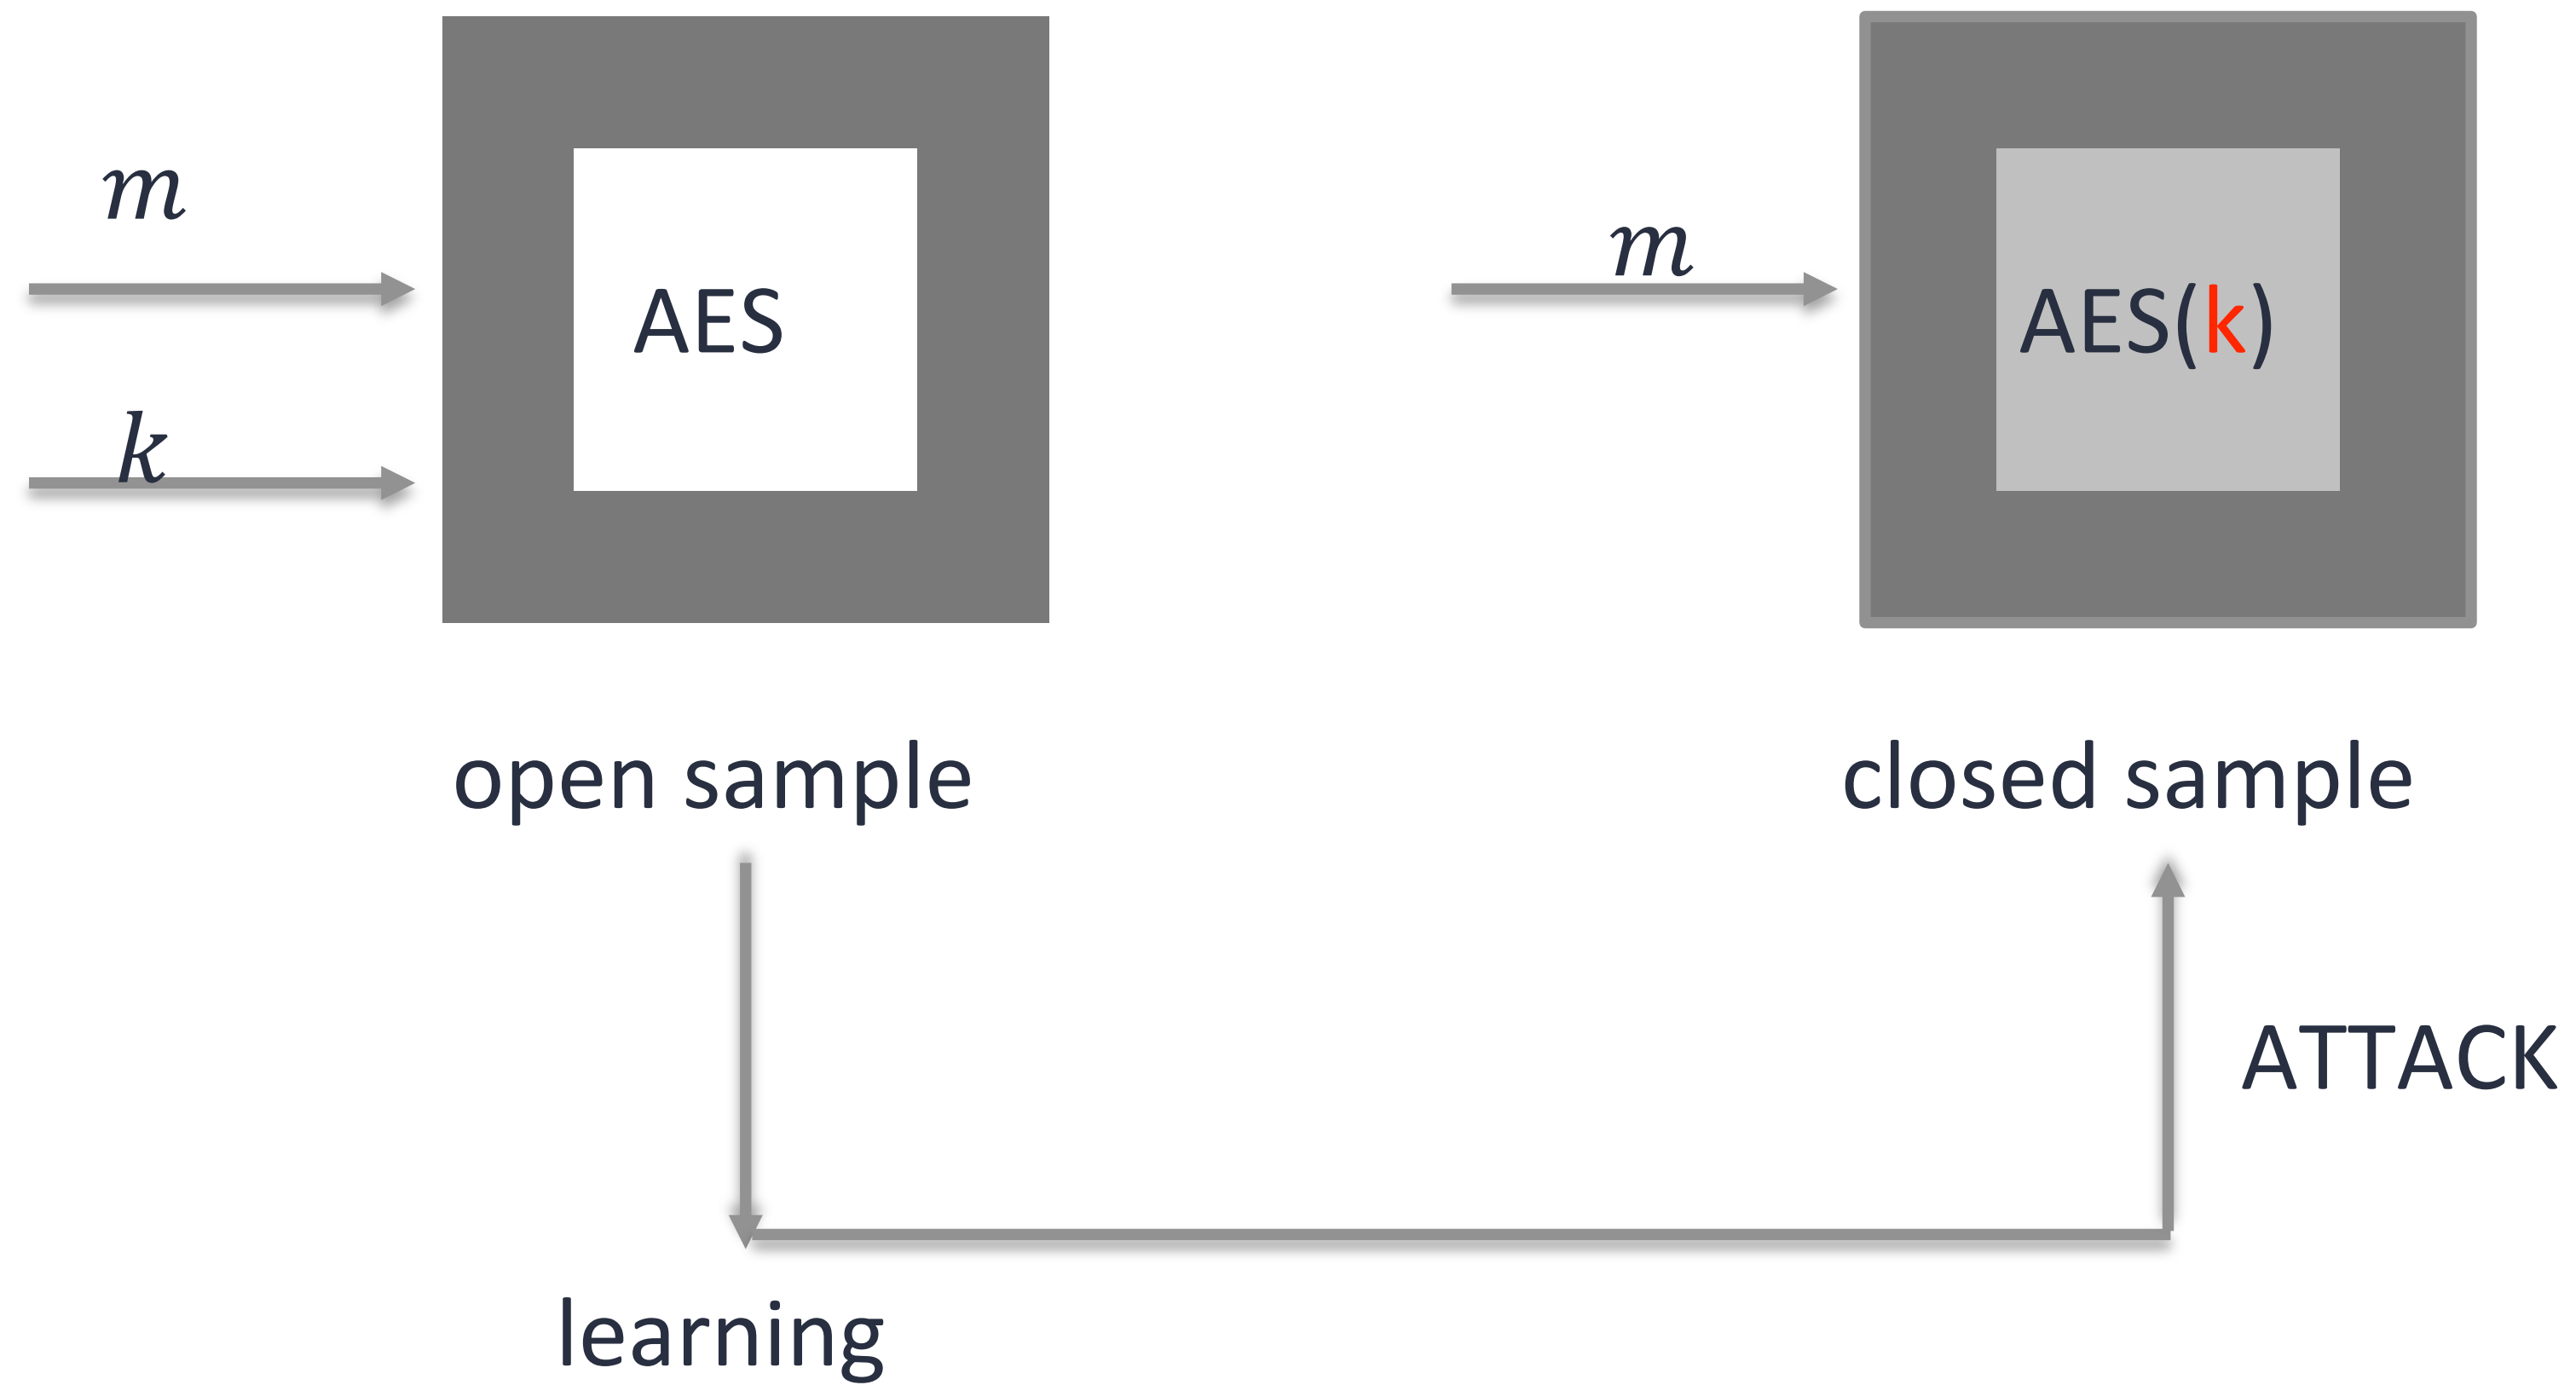 m
k
AES
open sample
learning
m
AES(k)
closed sample
ATTACK